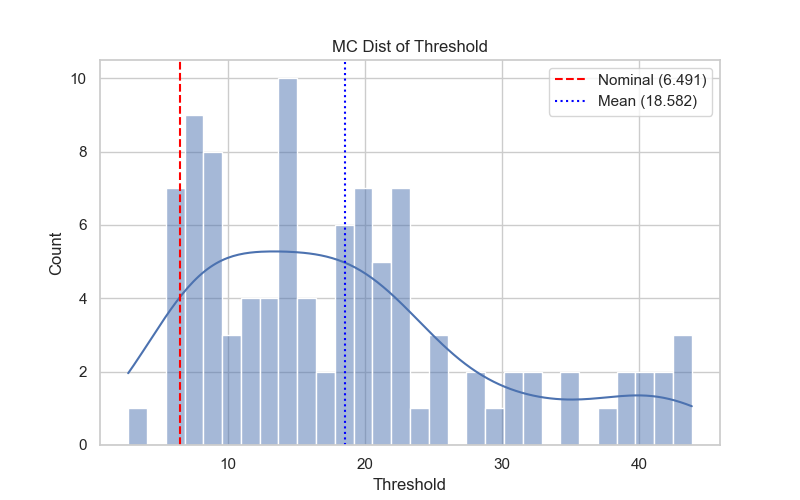 MC Dist of Threshold
Nominal (6.491)
Mean (18.582)
Count
10
8
6
4
2
0
10
20
30
40
Threshold